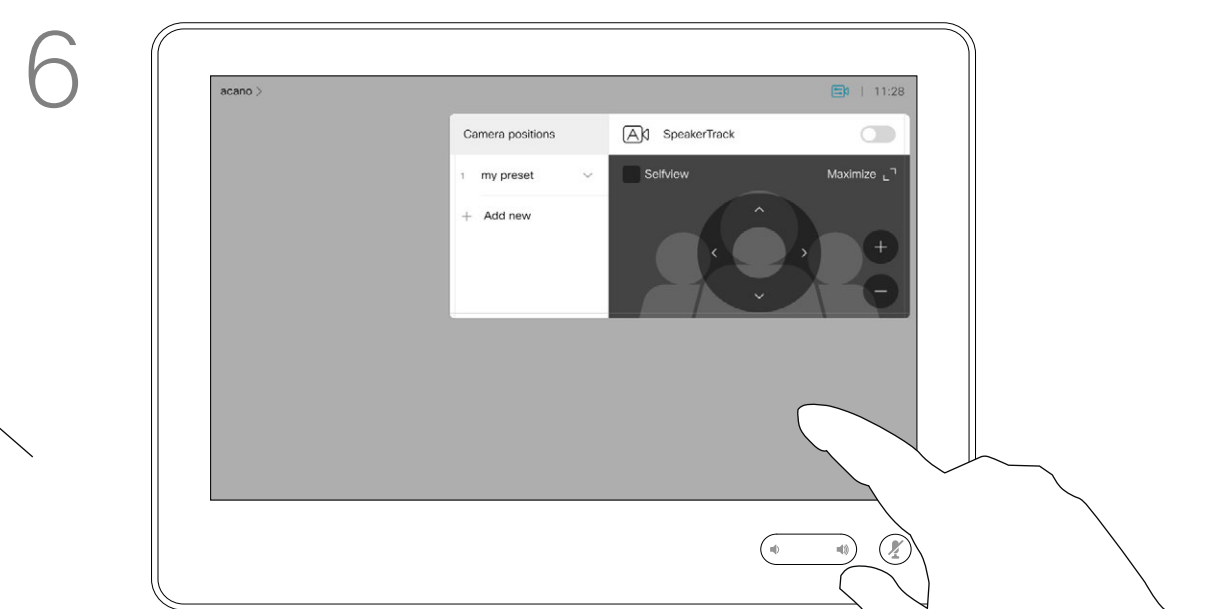 6
acano >
| 11:28
Camera positions
A SpeakerTrack
1 my preset
Selfview
Maximize
+ Add new
+
−